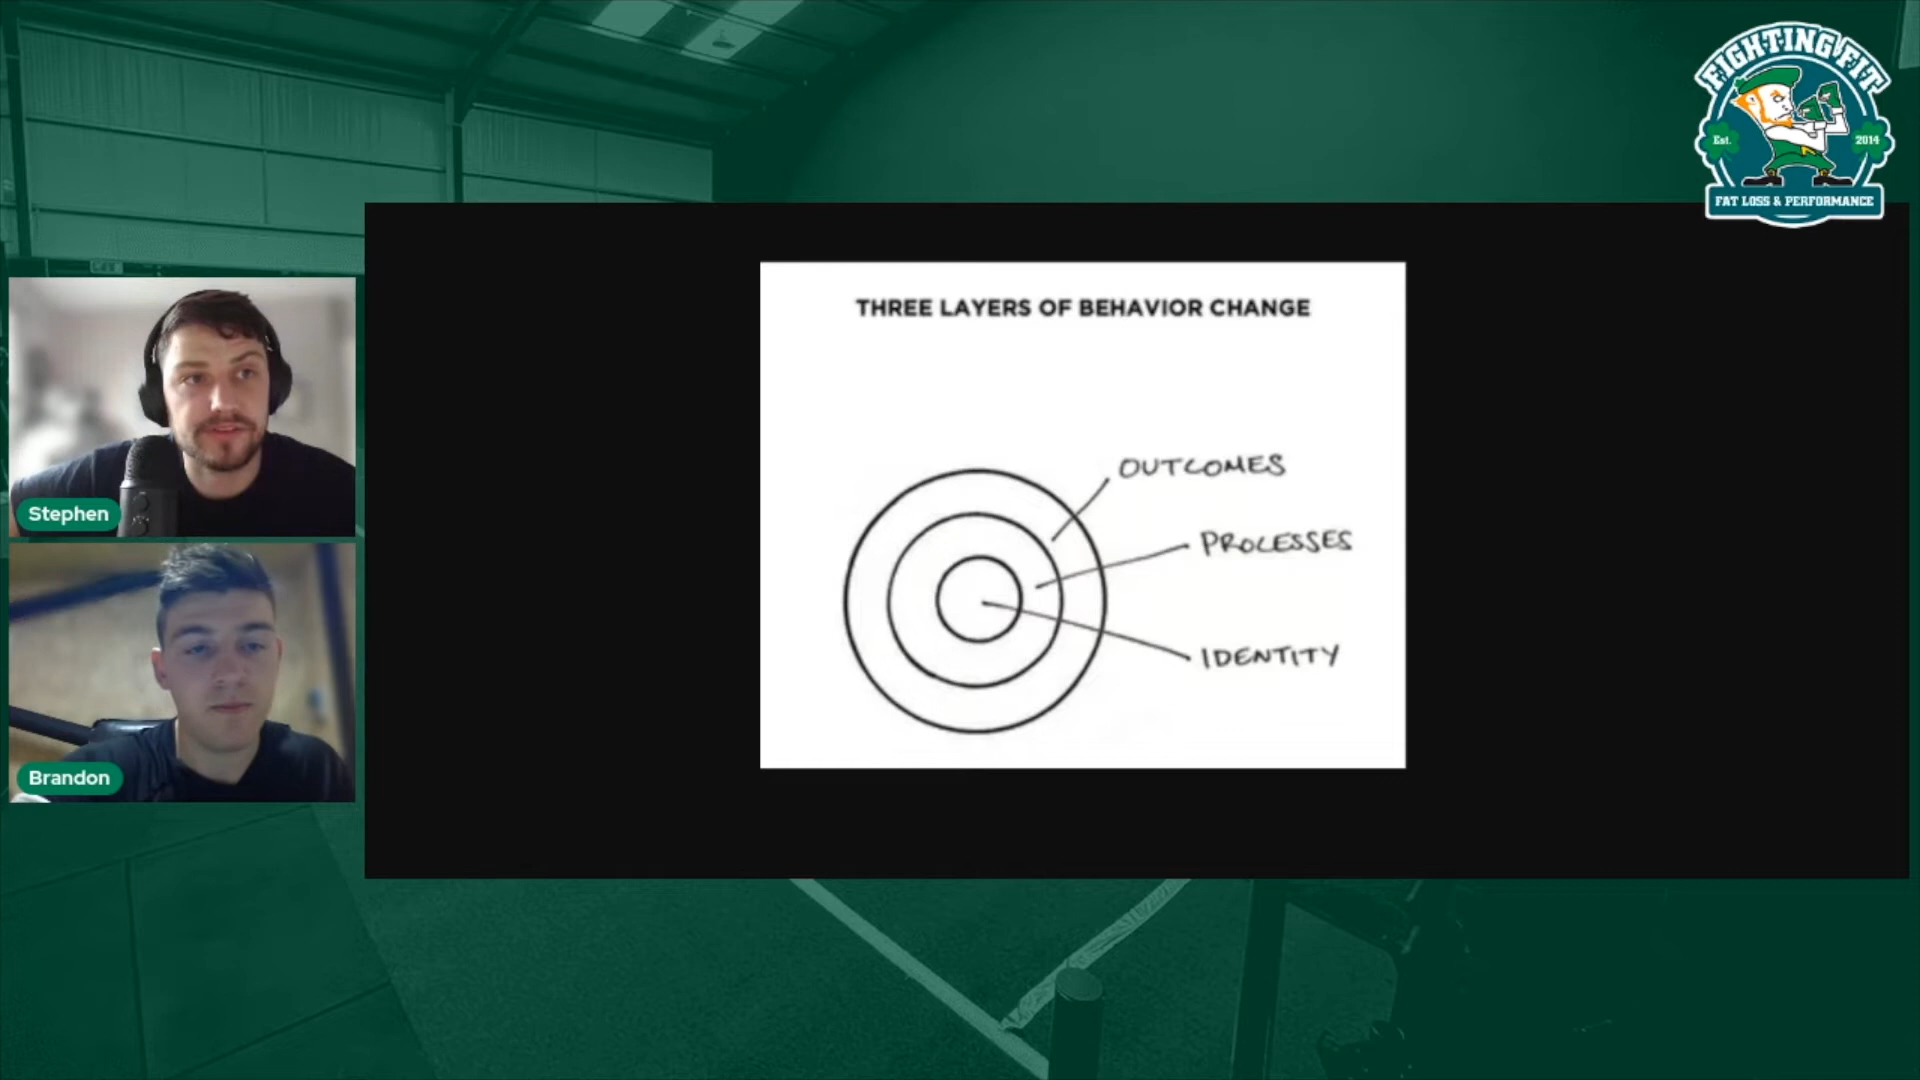 FIGHTING FIT
Est. 2014
FAT LOSS & PERFORMANCE
THREE LAYERS OF BEHAVIOR CHANGE
OUTCOMES
PROCESSES
IDENTITY
Stephen
Brandon